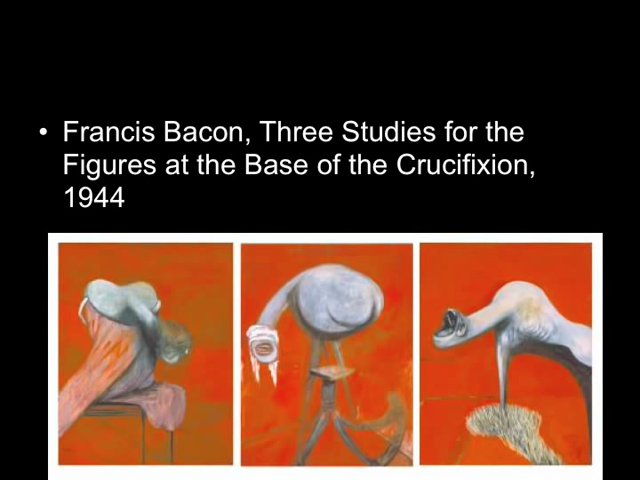 • Francis Bacon, Three Studies for the
Figures at the Base of the Crucifixion,
1944